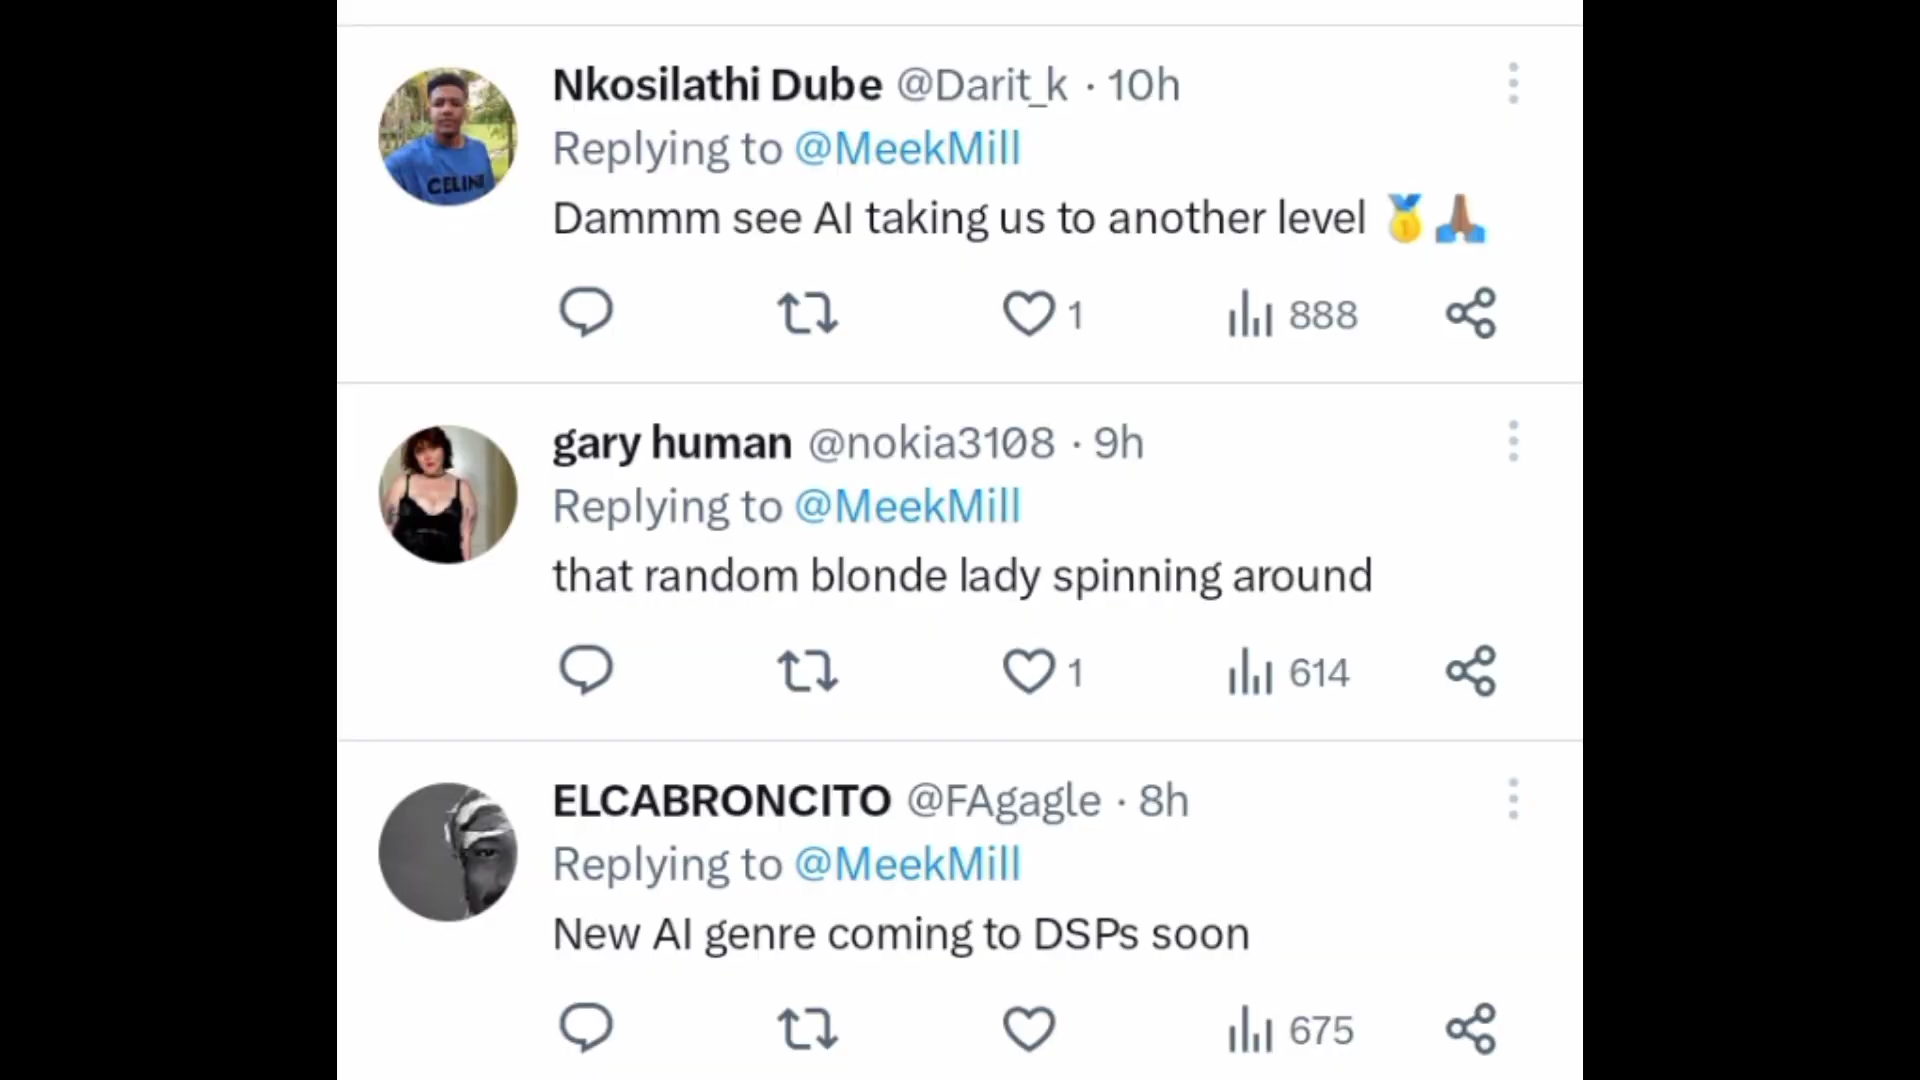 Nkosilathi Dube @Darit_k · 10h
Replying to @MeekMill
CELINE
Dammm see AI taking us to another level 🥇🙏🏾
1 888
gary human @nokia3108 · 9h
Replying to @MeekMill
that random blonde lady spinning around
1 614
ELCABRONCITO @FAgagle · 8h
Replying to @MeekMill
New AI genre coming to DSPs soon
675